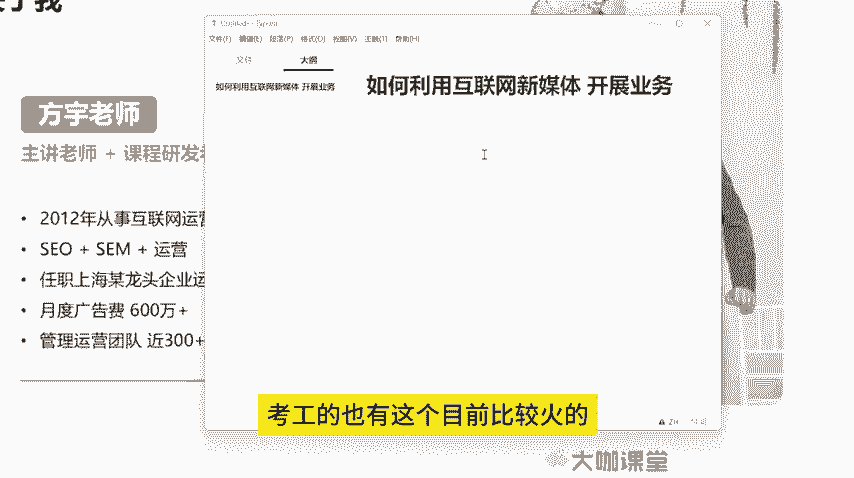 方宇老师
主讲老师 + 课程研发
2012年从事互联网运营
SEO + SEM + 运营
任职上海某龙头企业运
月度广告费 600万+
管理运营团队 近300+
文件(F) 编辑(E) 段落(P) 格式(O) 视图(V) 主题(T) 帮助(H)
文件 大纲
如何利用互联网新媒体 开展业务
如何利用互联网新媒体 开展业务
考工的也有这个目前比较火的
大咖课堂